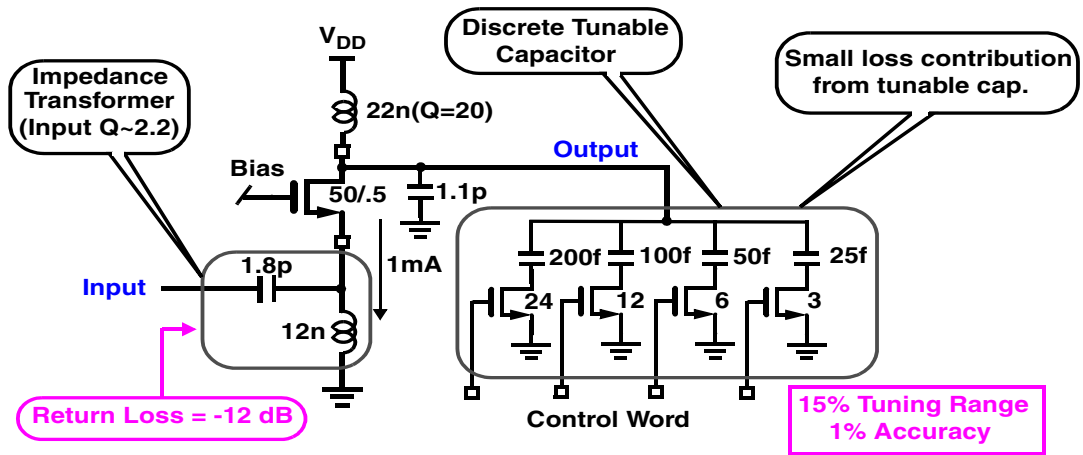 Discrete Tunable
Capacitor
Small loss contribution
from tunable cap.
Impedance
Transformer
(Input Q~2.2)
VDD
22n(Q=20)
Output
Bias
50/.5
1.1p
1mA
200f
100f
50f
25f
24
12
6
3
1.8p
Input
12n
Return Loss = -12 dB
Control Word
15% Tuning Range
1% Accuracy